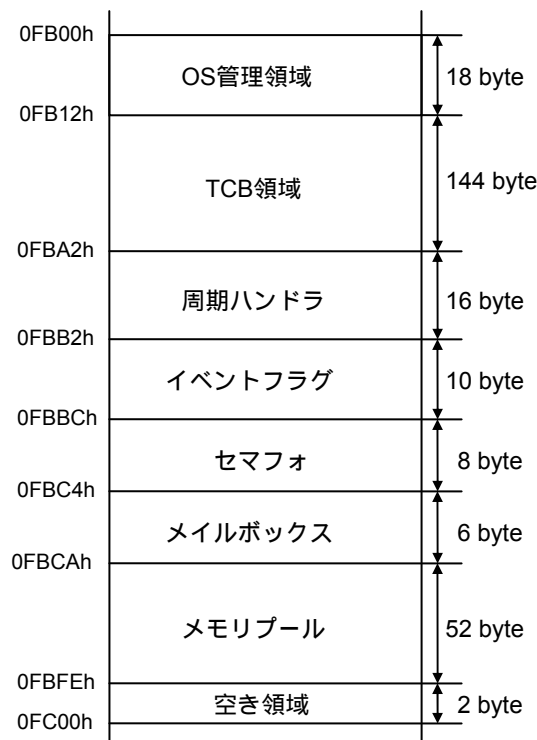 0FB00h
OS管理領域
18 byte
0FB12h
TCB領域
144 byte
0FBA2h
周期ハンドラ
16 byte
0FBB2h
イベントフラグ
10 byte
0FBBCh
セマフォ
8 byte
0FBC4h
メイルボックス
6 byte
0FBCAh
メモリプール
52 byte
0FBFEh
空き領域
2 byte
0FC00h